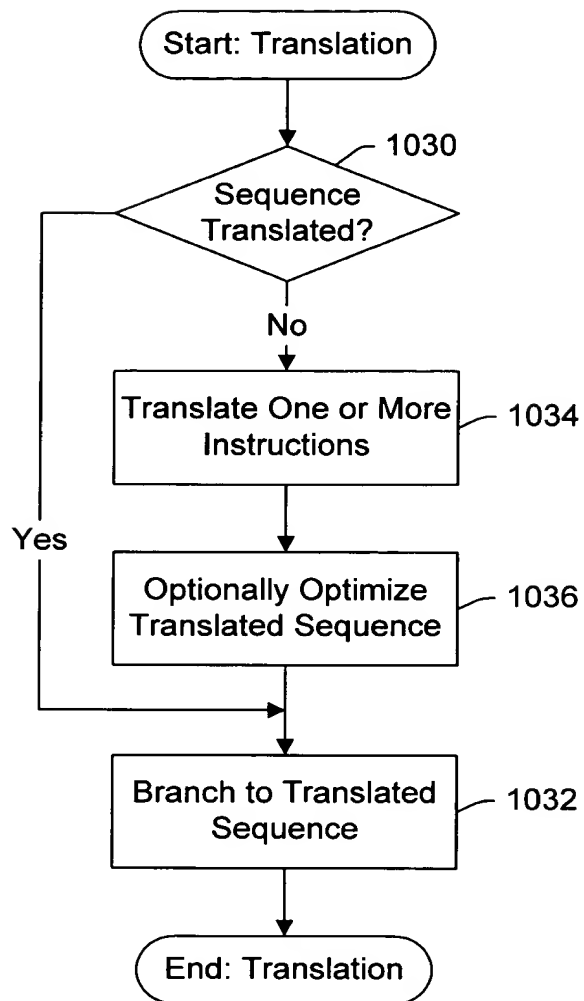 Start: Translation
1030
Sequence
Translated?
No
Translate One or More
Instructions
1034
Yes
Optionally Optimize
Translated Sequence
1036
Branch to Translated
Sequence
1032
End: Translation